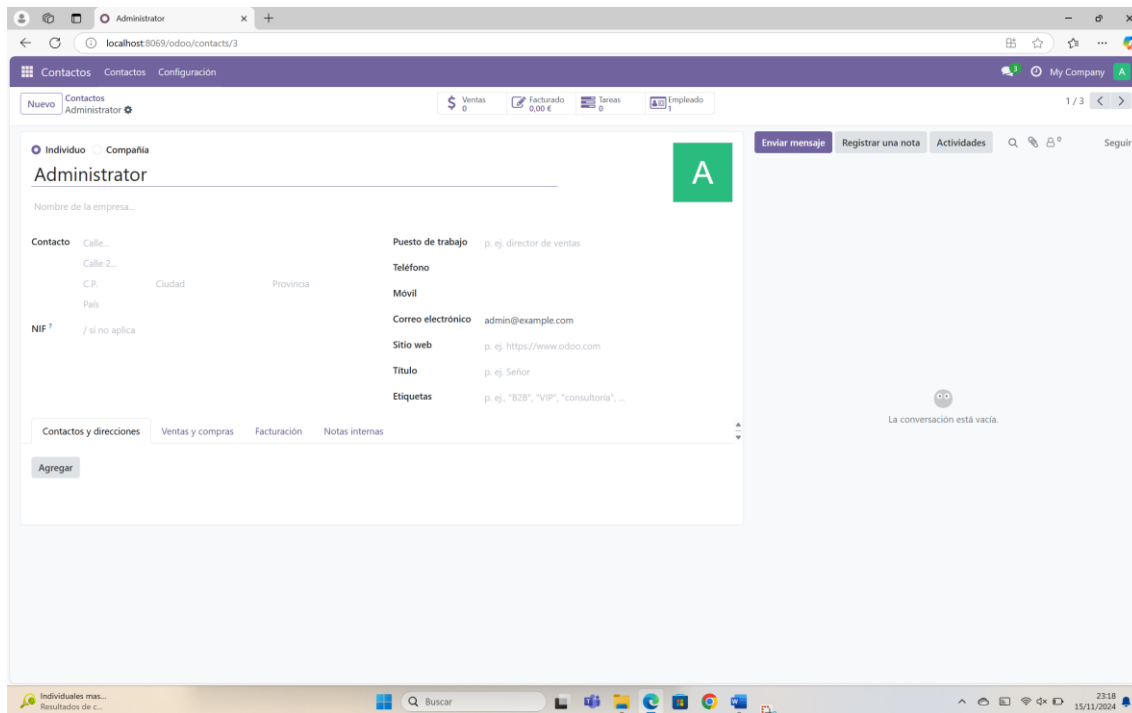 Administrator
localhost:8069/odoo/contacts/3
Contactos Contactos Configuración 3 My Company A
Nuevo Contactos Administrator
Ventas 0 Facturado 0,00 € Tareas 0 Empleado 1 1 / 3
Individuo Compañía
Administrator
A
Nombre de la empresa...
Contacto Calle...
Calle 2...
C.P. Ciudad Provincia
País
NIF ? / si no aplica
Puesto de trabajo p. ej. director de ventas
Teléfono
Móvil
Correo electrónico admin@example.com
Sitio web p. ej. https://www.odoo.com
Título p. ej. Señor
Etiquetas p. ej., "B2B", "VIP", "consultoría", ...
Contactos y direcciones Ventas y compras Facturación Notas internas
Agregar
Enviar mensaje Registrar una nota Actividades 0 Seguir
La conversación está vacía.
Individuales mas...
Resultados de c...
Buscar
23:18
15/11/2024